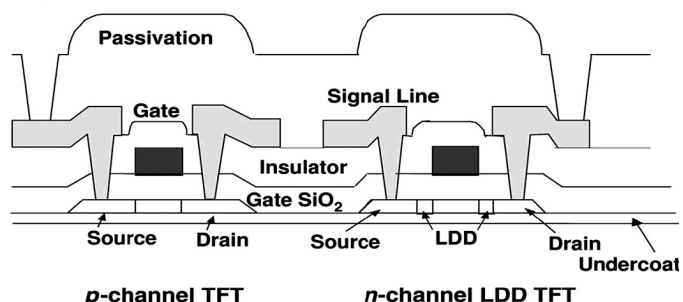 Passivation
Gate
Signal Line
Insulator
Gate SiO₂
Source
Drain
Source
LDD
Drain
Undercoat
p-channel TFT
n-channel LDD TFT